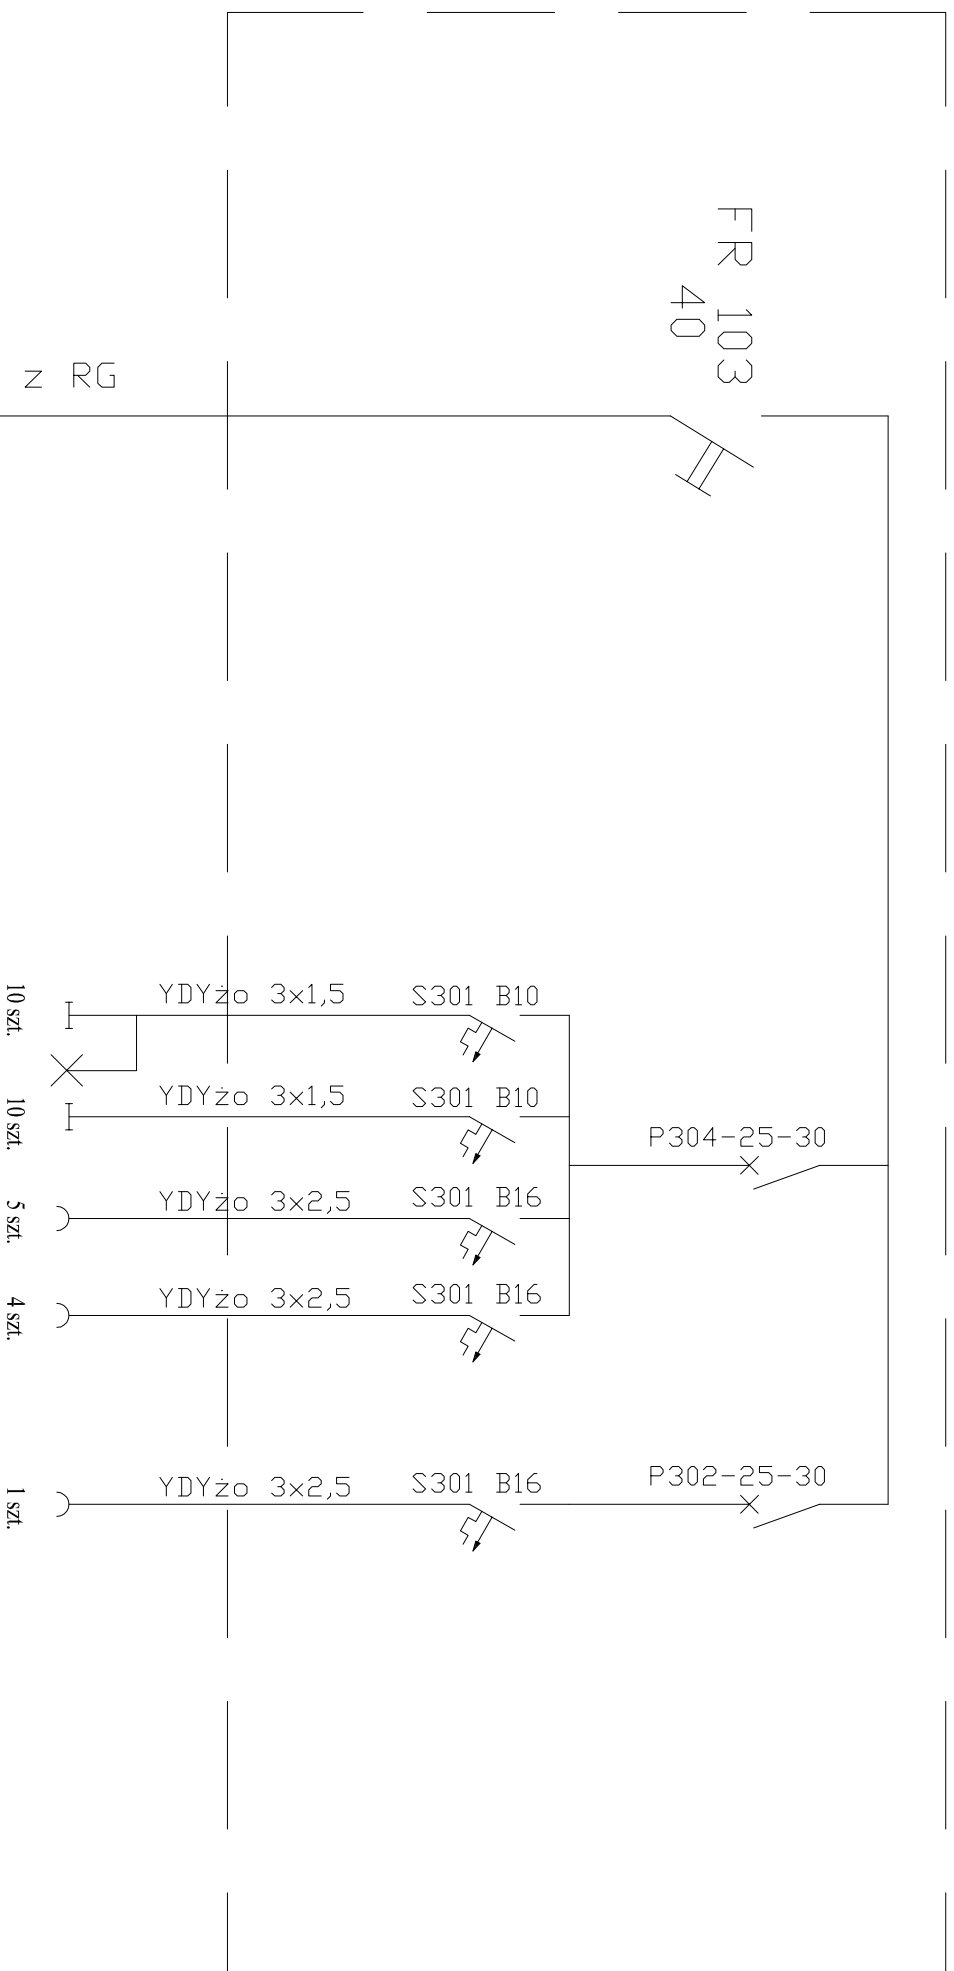 FR 103
40
z RG
YDYżo 3x1,5
S301 B10
10 szt.
YDYżo 3x1,5
S301 B10
10 szt.
P304-25-30
YDYżo 3x2,5
S301 B16
5 szt.
YDYżo 3x2,5
S301 B16
4 szt.
YDYżo 3x2,5
S301 B16
P302-25-30
1 szt.